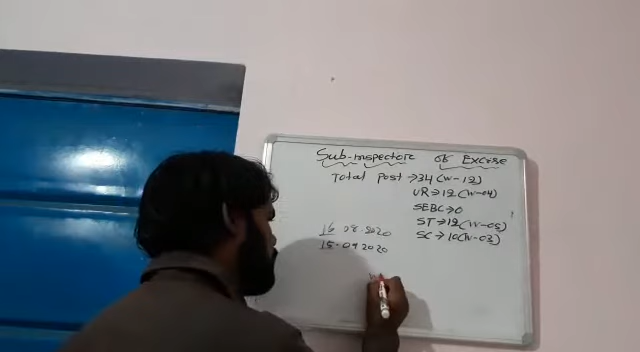 Sub-inspectore of Excise
Total Post →34 (W-12)
UR→12 (W-04)
SEBC→0
ST→12 (W-05)
SC→10 (W-03)
16.08.2020
15.09.2020